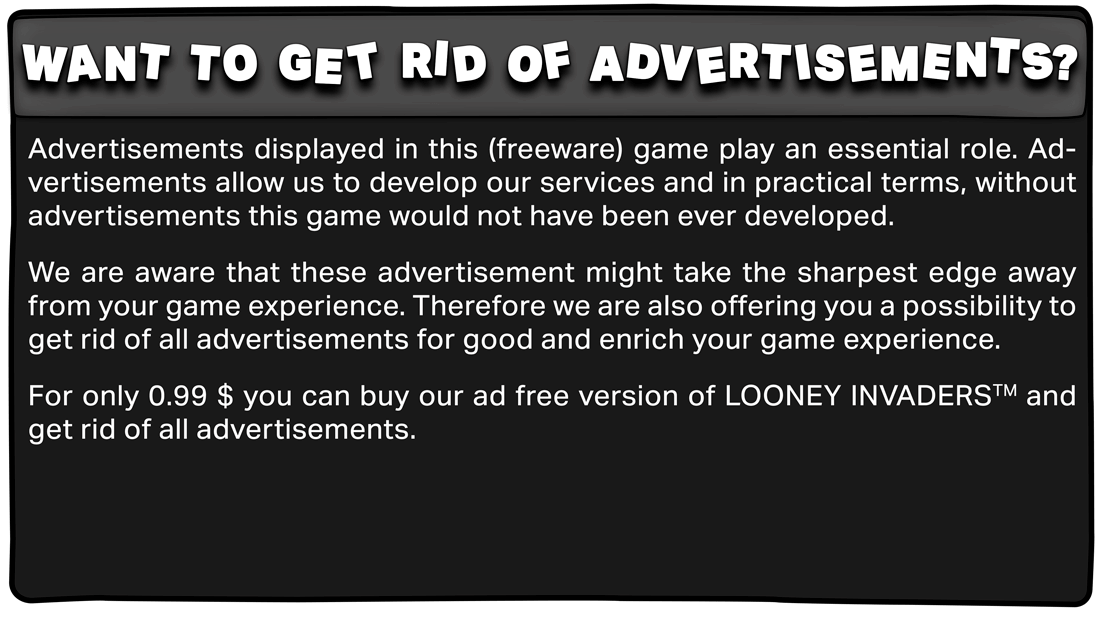 WANT TO GET RID OF ADVERTISEMENTS?
Advertisements displayed in this (freeware) game play an essential role. Ad-
vertisements allow us to develop our services and in practical terms, without
advertisements this game would not have been ever developed.
We are aware that these advertisement might take the sharpest edge away
from your game experience. Therefore we are also offering you a possibility to
get rid of all advertisements for good and enrich your game experience.
For only 0.99 $ you can buy our ad free version of LOONEY INVADERS™ and
get rid of all advertisements.